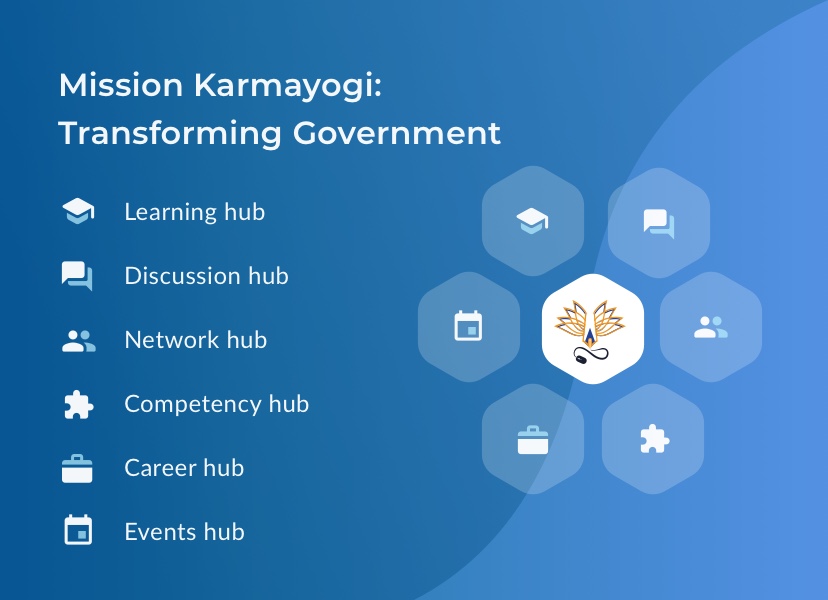 Mission Karmayogi:
Transforming Government
Learning hub
Discussion hub
Network hub
Competency hub
Career hub
Events hub